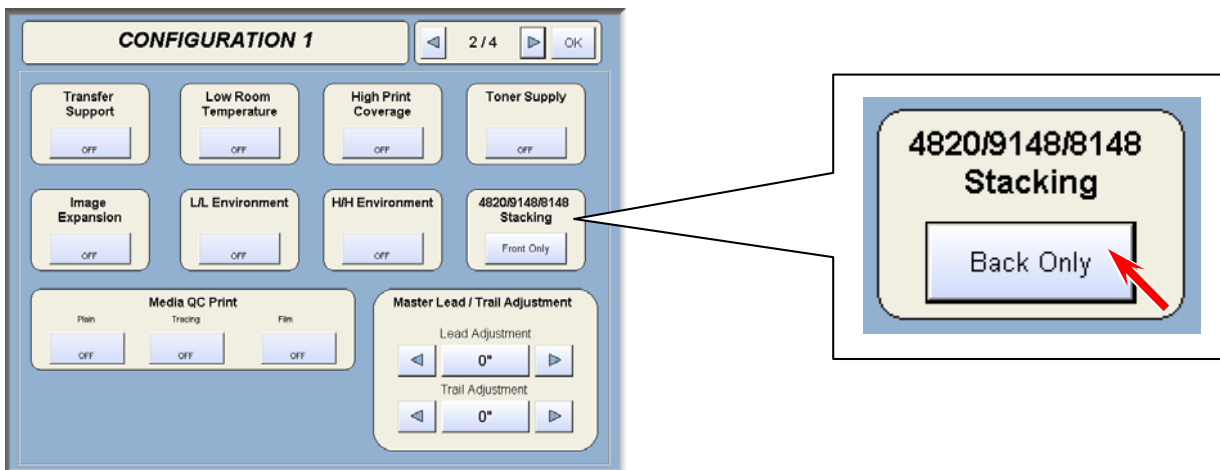 CONFIGURATION 1
2 / 4
OK
Transfer
Support
OFF
Low Room
Temperature
OFF
High Print
Coverage
OFF
Toner Supply
OFF
Image
Expansion
OFF
L/L Environment
OFF
H/H Environment
OFF
4820/9148/8148
Stacking
Front Only
Media QC Print
Plain Tracing Film
OFF OFF OFF
Master Lead / Trail Adjustment
Lead Adjustment
0"
Trail Adjustment
0"
4820/9148/8148
Stacking
Back Only